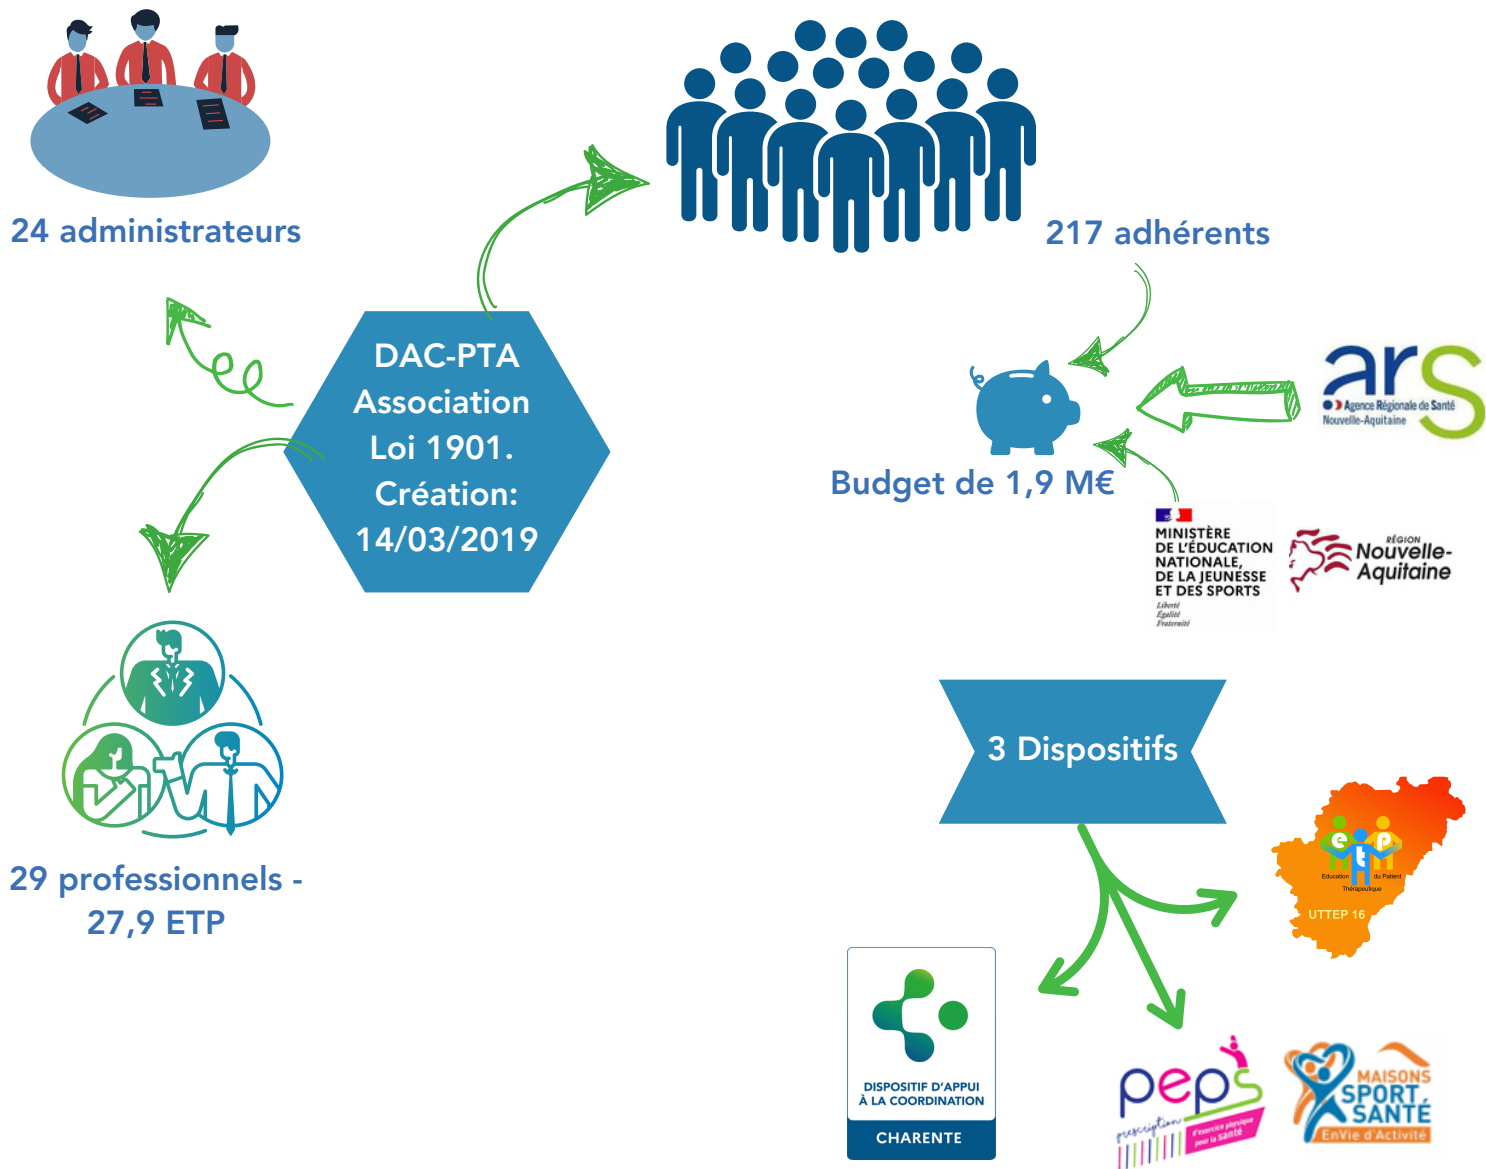 24 administrateurs
217 adhérents
DAC-PTA
Association
Loi 1901.
Création:
14/03/2019
Budget de 1,9 M€
ars
Agence Régionale de Santé
Nouvelle-Aquitaine
MINISTÈRE
DE L'ÉDUCATION
NATIONALE,
DE LA JEUNESSE
ET DES SPORTS
Liberté
Égalité
Fraternité
RÉGION
Nouvelle-
Aquitaine
29 professionnels -
27,9 ETP
3 Dispositifs
etp
Education du Patient
Thérapeutique
UTTEP 16
DISPOSITIF D'APPUI
À LA COORDINATION
CHARENTE
peps
prescription
d'exercice physique
pour la santé
MAISONS
SPORT
SANTÉ
EnVie d'Activité